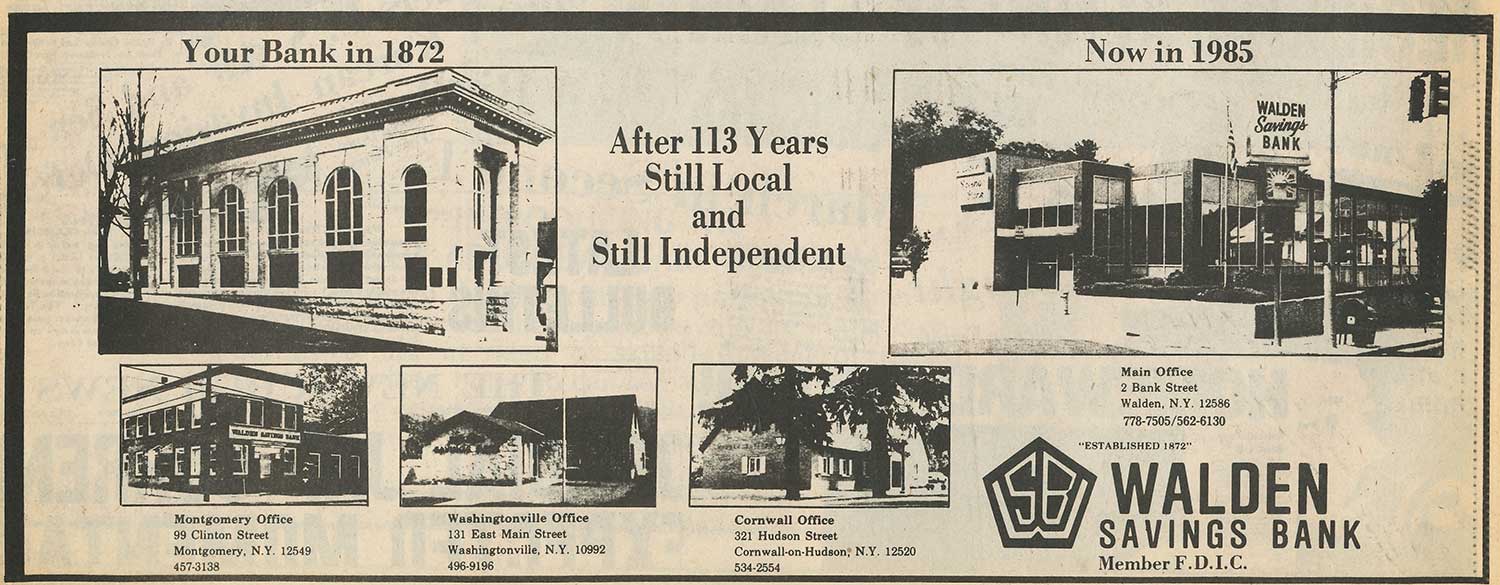 Your Bank in 1872
Now in 1985
After 113 Years
Still Local
and
Still Independent
WALDEN
Savings
BANK
WALDEN SAVINGS BANK
Montgomery Office
99 Clinton Street
Montgomery, N.Y. 12549
457-3138
Washingtonville Office
131 East Main Street
Washingtonville, N.Y. 10992
496-9196
Cornwall Office
321 Hudson Street
Cornwall-on-Hudson, N.Y. 12520
534-2554
Main Office
2 Bank Street
Walden, N.Y. 12586
778-7505/562-6130
"ESTABLISHED 1872"
WSB
WALDEN
SAVINGS BANK
Member F.D.I.C.